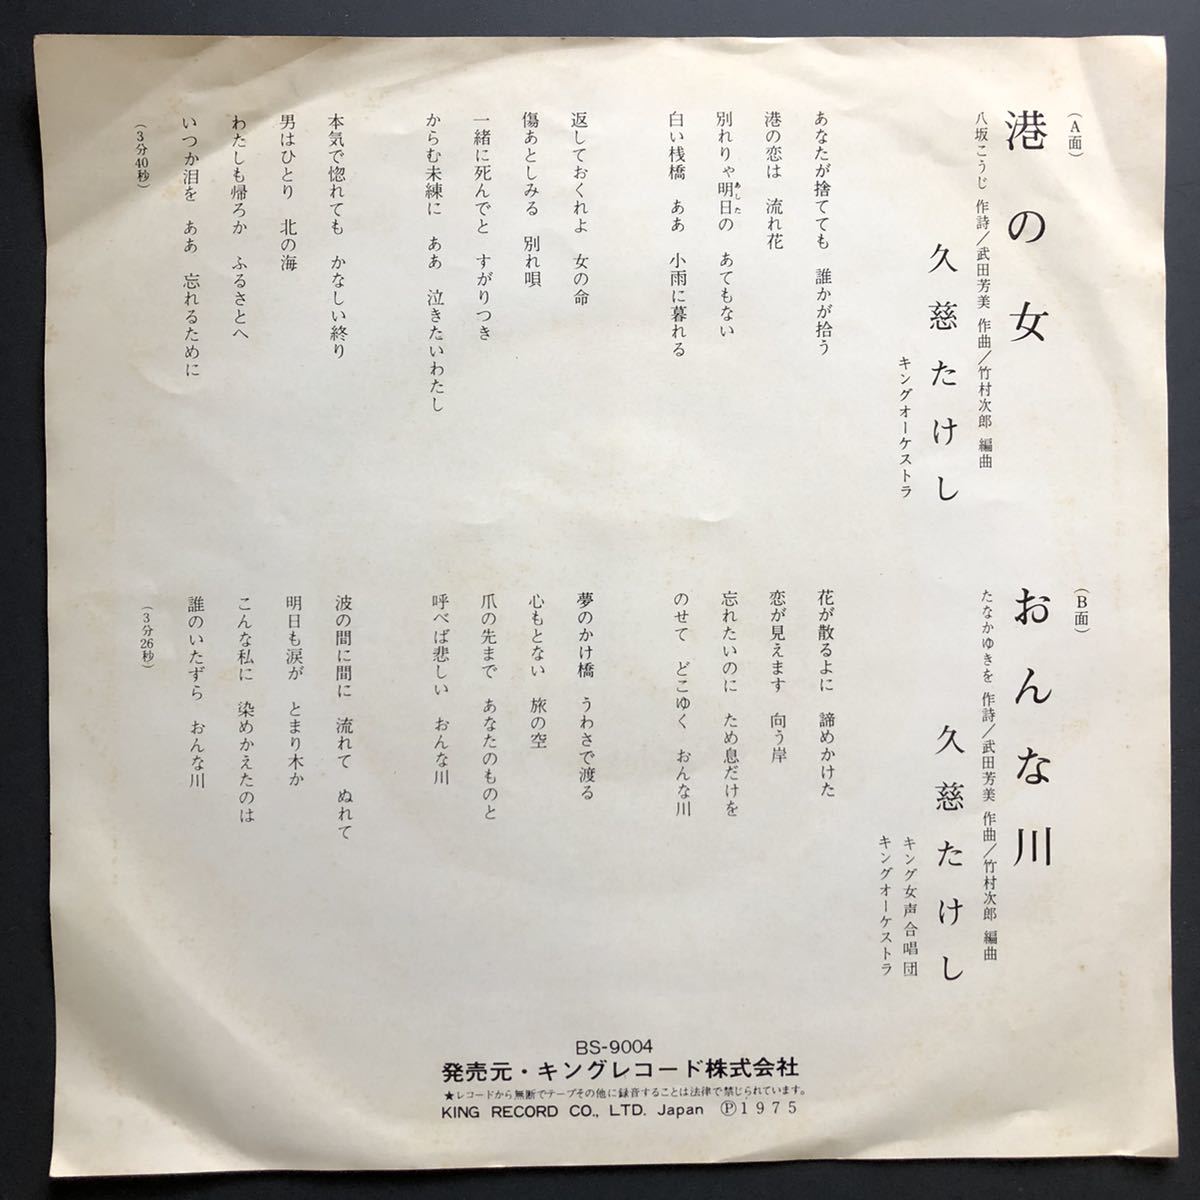 (A面)
港の女
八坂こうじ 作詩/武田芳美 作曲/竹村次郎 編曲
久慈たけし
キングオーケストラ
あなたが捨てても 誰かが拾う
港の恋は 流れ花
別れりゃ明日の あてもない
あした
白い桟橋 ああ 小雨に暮れる
返しておくれよ 女の命
傷あとしみる 別れ唄
一緒に死んでと すがりつき
からむ未練に ああ 泣きたいわたし
本気で惚れても かなしい終り
男はひとり 北の海
わたしも帰ろか ふるさとへ
いつか泪を ああ 忘れるために
(3分40秒)
(B面)
おんな川
たなかゆきを 作詩/武田芳美 作曲/竹村次郎 編曲
久慈たけし
キング女声合唱団
キングオーケストラ
花が散るよに 諦めかけた
恋が見えます 向う岸
忘れたいのに ため息だけを
のせて どこゆく おんな川
夢のかけ橋 うわさで渡る
心もとない 旅の空
爪の先まで あなたのものと
呼べば悲しい おんな川
波の間に間に 流れて ぬれて
明日も涙が とまり木か
こんな私に 染めかえたのは
誰のいたずら おんな川
(3分26秒)
BS-9004
発売元・キングレコード株式会社
★レコードから無断でテープその他に録音することは法律で禁じられています。
KING RECORD CO., LTD. Japan Ⓟ1975